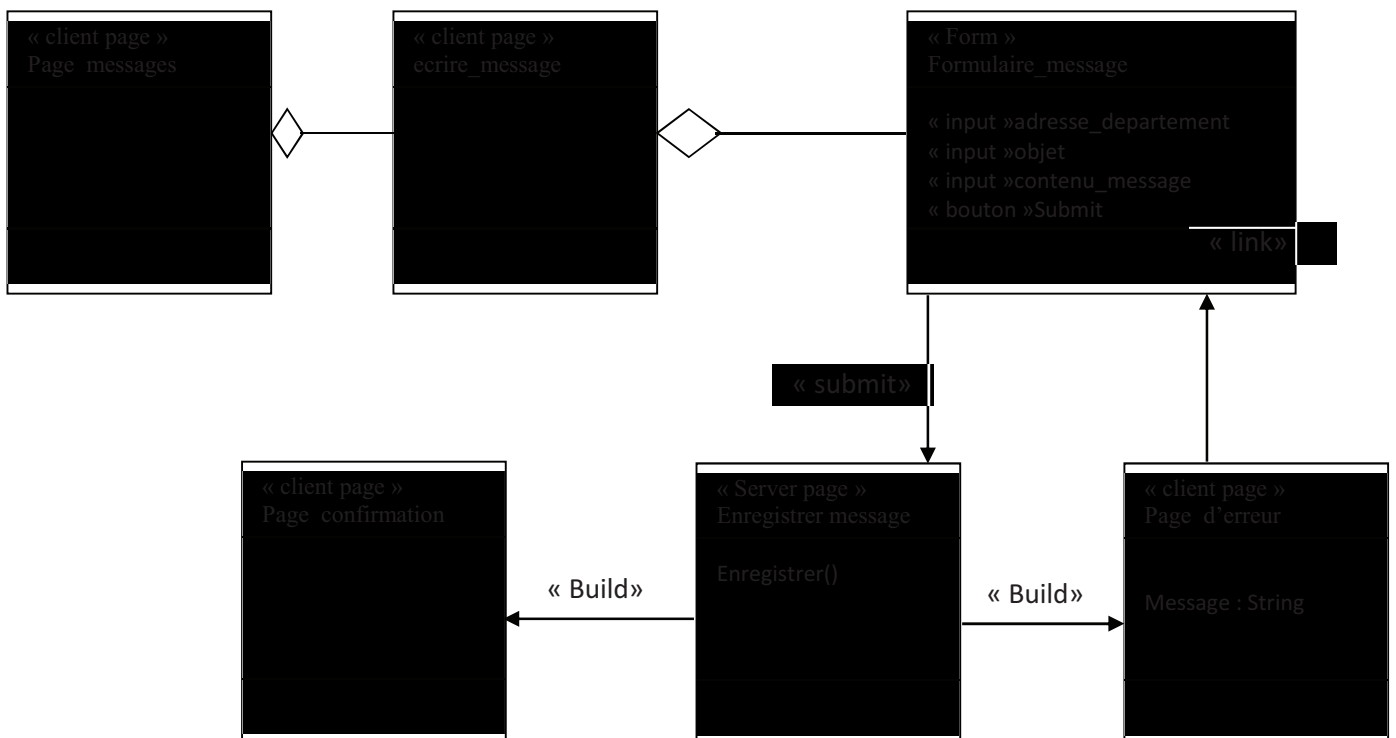 « client page »
Page messages
« client page »
ecrire_message
« Form »
Formulaire_message
« input »adresse_departement
« input »objet
« input »contenu_message
« bouton »Submit
« link»
« submit»
« client page »
Page confirmation
« Server page »
Enregistrer message
Enregistrer()
« client page »
Page d’erreur
Message : String
« Build»
« Build»